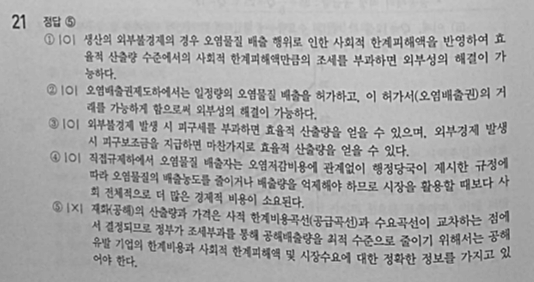 21 정답 ⑤
① |O| 생산의 외부불경제의 경우 오염물질 배출 행위로 인한 사회적 한계피해액을 반영하여 효
율적 산출량 수준에서의 사회적 한계피해액만큼의 조세를 부과하면 외부성의 해결이 가
능하다.
② |O| 오염배출권제도하에서는 일정량의 오염물질 배출을 허가하고, 이 허가서(오염배출권)의 거
래를 가능하게 함으로써 외부성의 해결이 가능하다.
③ |O| 외부불경제 발생 시 피구세를 부과하면 효율적 산출량을 얻을 수 있으며, 외부경제 발생
시 피구보조금을 지급하면 마찬가지로 효율적 산출량을 얻을 수 있다.
④ |O| 직접규제하에서 오염물질 배출자는 오염저감비용에 관계없이 행정당국이 제시한 규정에
따라 오염물질의 배출농도를 줄이거나 배출량을 억제해야 하므로 시장을 활용할 때보다 사
회 전체적으로 더 많은 경제적 비용이 소요된다.
⑤ |×| 재화(공해)의 산출량과 가격은 사적 한계비용곡선(공급곡선)과 수요곡선이 교차하는 점에
서 결정되므로 정부가 조세부과를 통해 공해배출량을 최적 수준으로 줄이기 위해서는 공해
유발 기업의 한계비용과 사회적 한계피해액 및 시장수요에 대한 정확한 정보를 가지고 있
어야 한다.